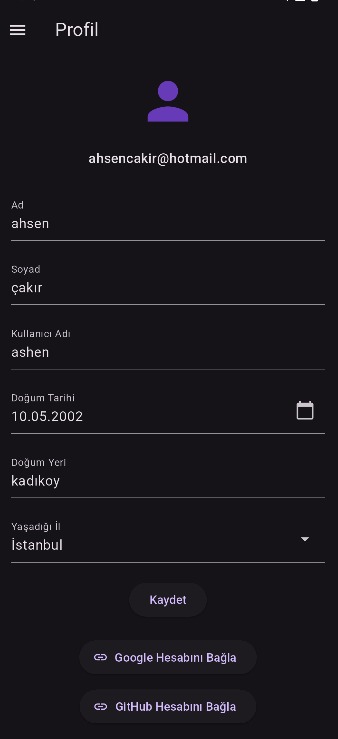 Profil
ahsencakir@hotmail.com
Ad
ahsen
Soyad
çakır
Kullanıcı Adı
ashen
Doğum Tarihi
10.05.2002
Doğum Yeri
kadıkoy
Yaşadığı İl
İstanbul
Kaydet
Google Hesabını Bağla
GitHub Hesabını Bağla